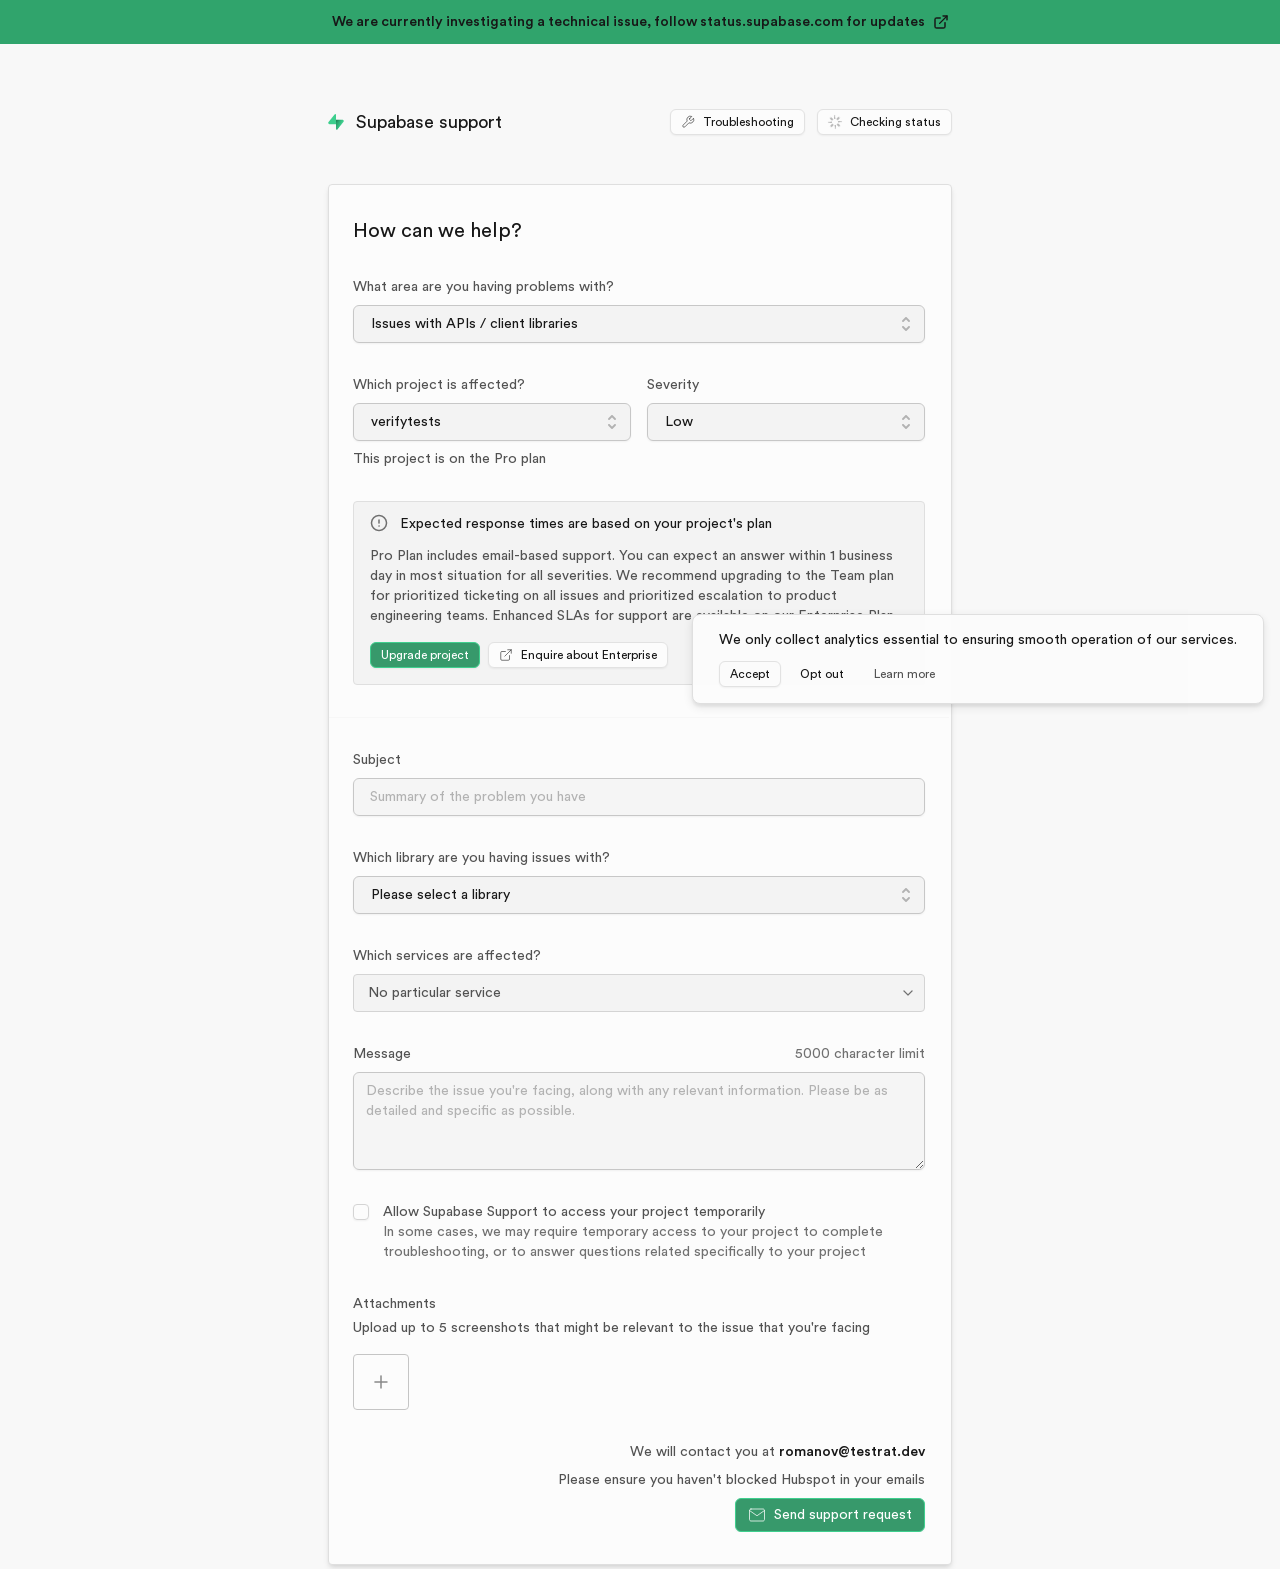 We are currently investigating a technical issue, follow status.supabase.com for updates
Supabase support
Troubleshooting
Checking status
How can we help?
What area are you having problems with?
Issues with APIs / client libraries
Which project is affected?
Severity
verifytests
Low
This project is on the Pro plan
Expected response times are based on your project's plan
Pro Plan includes email-based support. You can expect an answer within 1 business
day in most situation for all severities. We recommend upgrading to the Team plan
for prioritized ticketing on all issues and prioritized escalation to product
engineering teams. Enhanced SLAs for support are available on our Enterprise Plan.
Upgrade project
Enquire about Enterprise
We only collect analytics essential to ensuring smooth operation of our services.
Accept
Opt out
Learn more
Subject
Summary of the problem you have
Which library are you having issues with?
Please select a library
Which services are affected?
No particular service
Message
5000 character limit
Describe the issue you're facing, along with any relevant information. Please be as
detailed and specific as possible.
Allow Supabase Support to access your project temporarily
In some cases, we may require temporary access to your project to complete
troubleshooting, or to answer questions related specifically to your project
Attachments
Upload up to 5 screenshots that might be relevant to the issue that you're facing
We will contact you at romanov@testrat.dev
Please ensure you haven't blocked Hubspot in your emails
Send support request